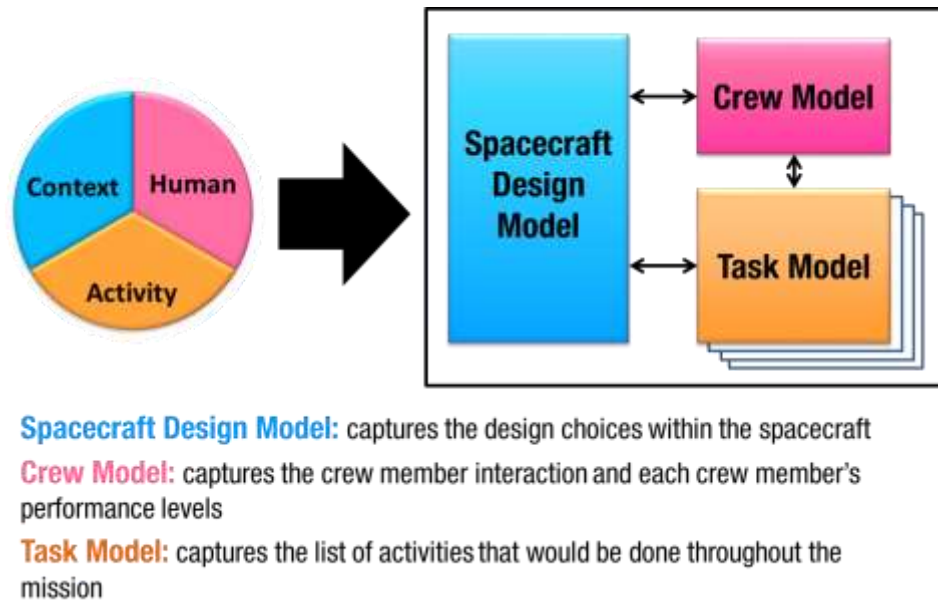 Context
Human
Activity
Spacecraft
Design
Model
Crew Model
Task Model
Spacecraft Design Model: captures the design choices within the spacecraft
Crew Model: captures the crew member interaction and each crew member's
performance levels
Task Model: captures the list of activities that would be done throughout the
mission